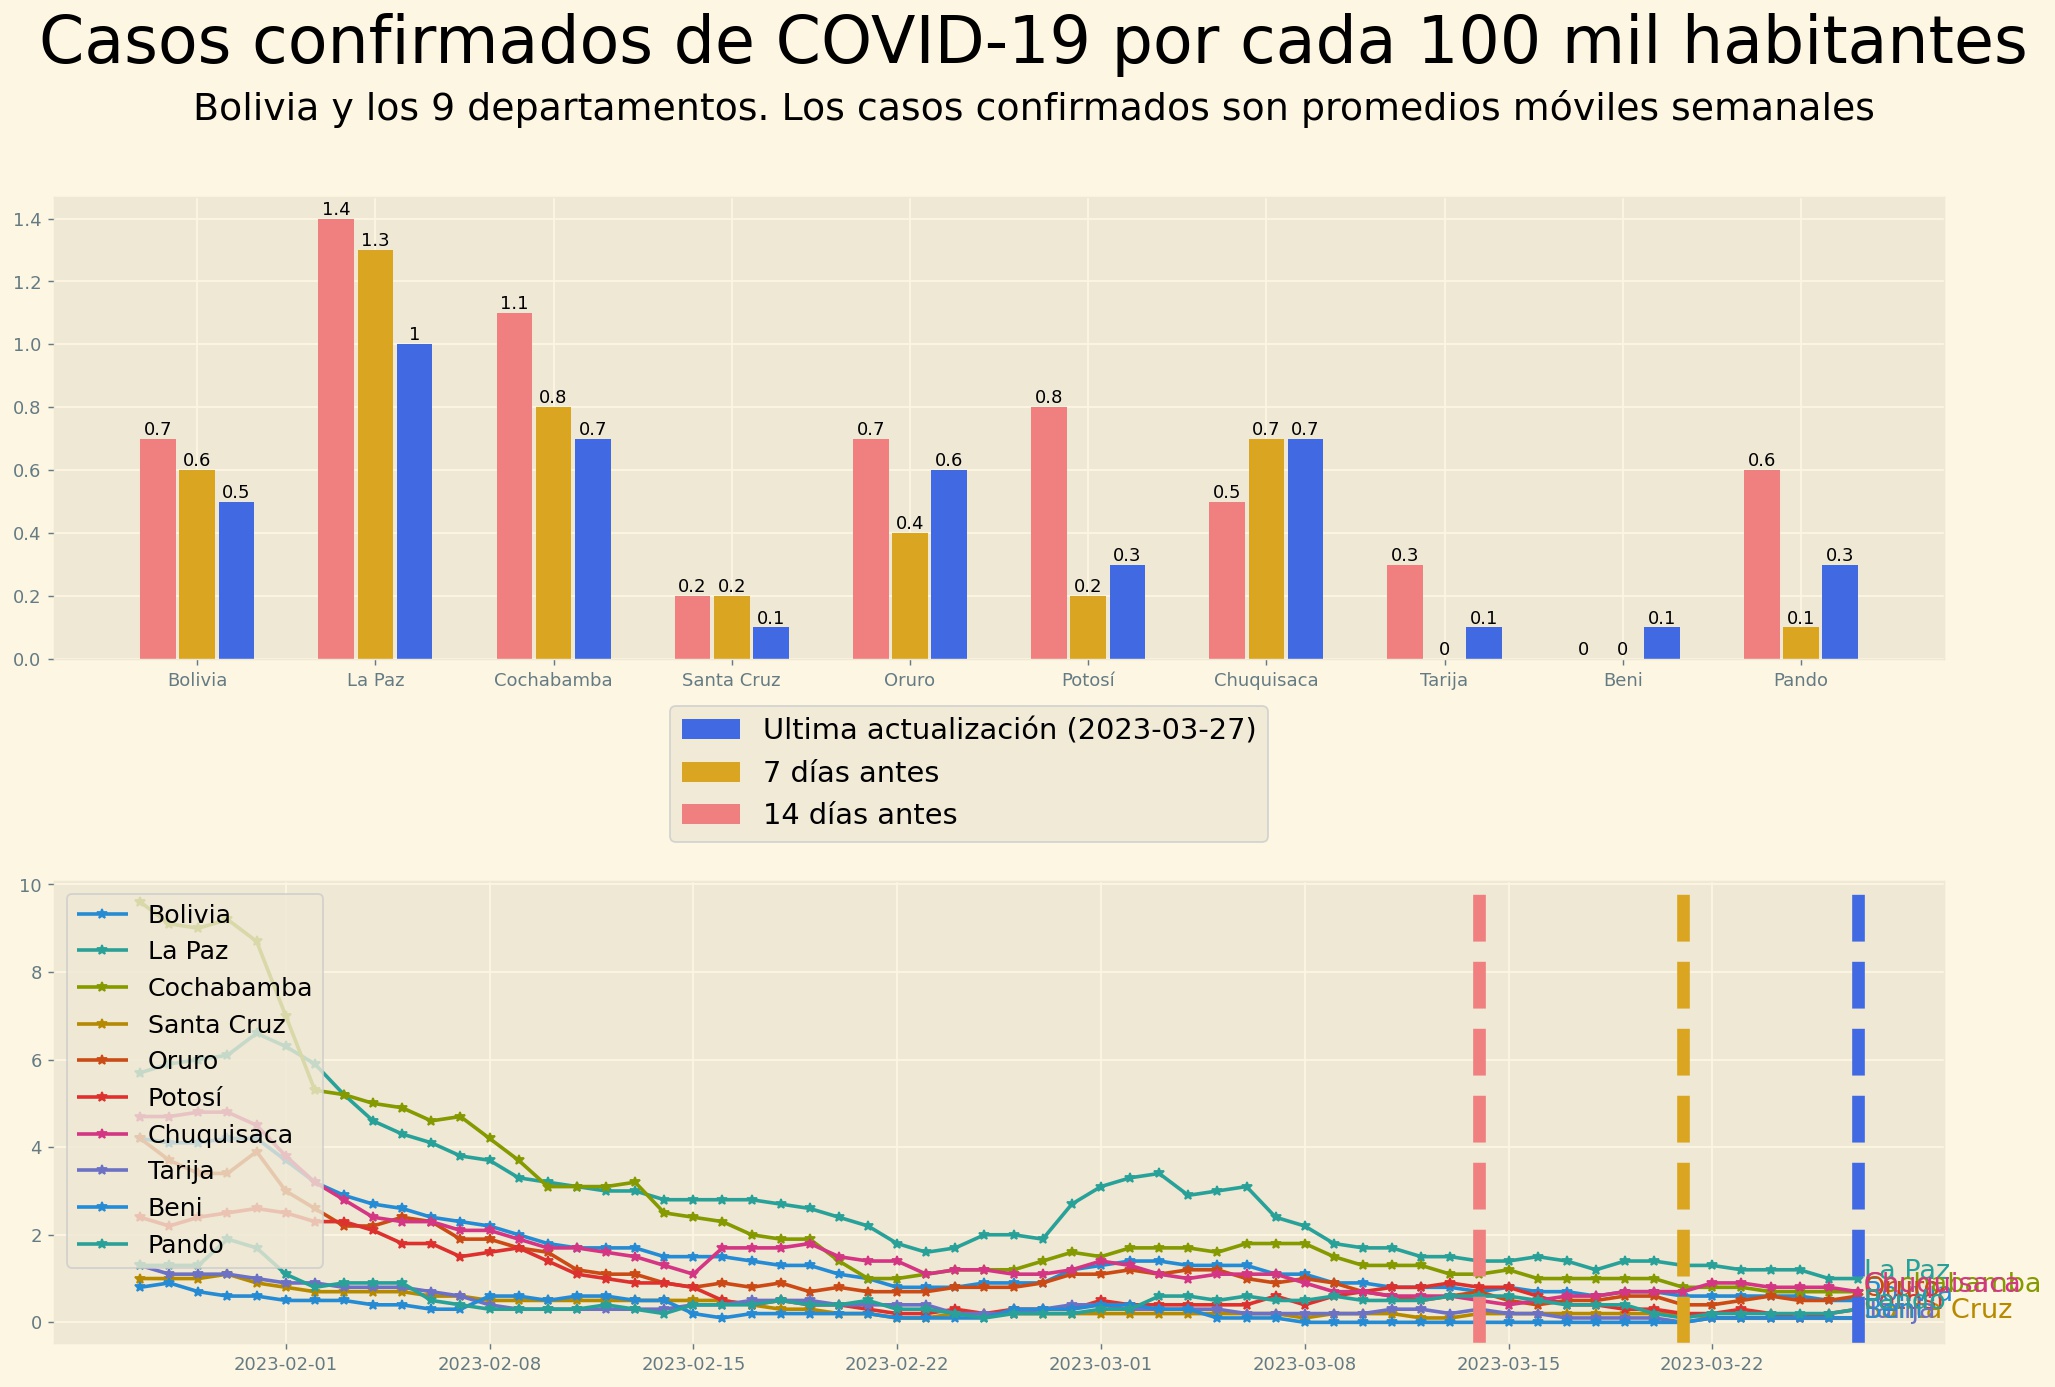 Casos confirmados de COVID-19 por cada 100 mil habitantes
Bolivia y los 9 departamentos. Los casos confirmados son promedios móviles semanales
1.4
1.2
1.0
0.8
0.6
0.4
0.2
0.0
0.7 0.6 0.5
1.4 1.3 1
1.1 0.8 0.7
0.2 0.2 0.1
0.7 0.4 0.6
0.8 0.2 0.3
0.5 0.7 0.7
0.3 0 0.1
0 0 0.1
0.6 0.1 0.3
Bolivia La Paz Cochabamba Santa Cruz Oruro Potosí Chuquisaca Tarija Beni Pando
Ultima actualización (2023-03-27)
7 días antes
14 días antes
10
8
6
4
2
0
Bolivia
La Paz
Cochabamba
Santa Cruz
Oruro
Potosí
Chuquisaca
Tarija
Beni
Pando
La Paz
Chuquisaca
2023-02-01 2023-02-08 2023-02-15 2023-02-22 2023-03-01 2023-03-08 2023-03-15 2023-03-22